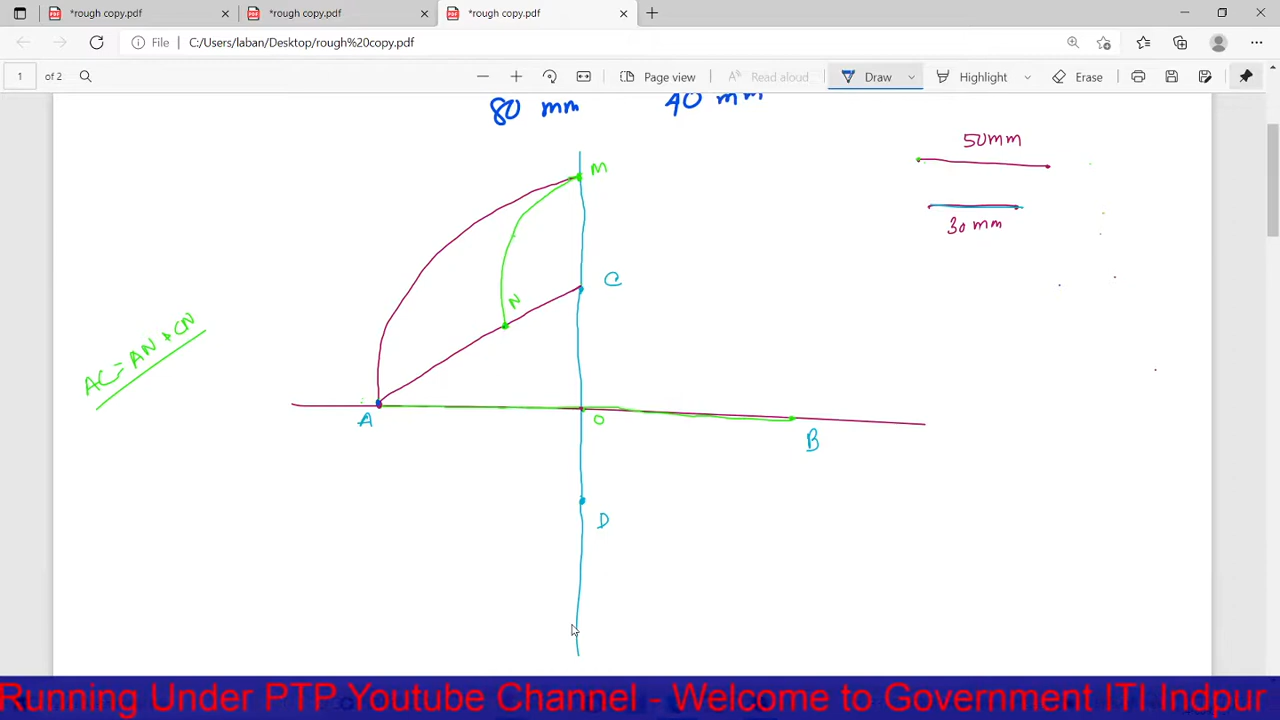 *rough copy.pdf
*rough copy.pdf
*rough copy.pdf
File C:/Users/laban/Desktop/rough%20copy.pdf
1 of 2
Page view
Read aloud
Draw
Highlight
Erase
80 mm 40 mm
50mm
M
30 mm
C
N
AC= AN + CN
A
O
B
D
Running Under PTP Youtube Channel - Welcome to Government ITI Indpur